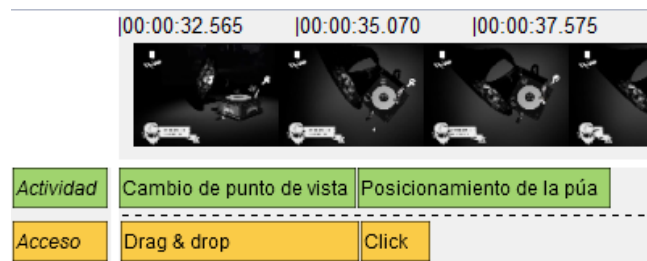 |00:00:32.565 |00:00:35.070 |00:00:37.575
Actividad Cambio de punto de vista Posicionamiento de la púa
Acceso Drag & drop Click